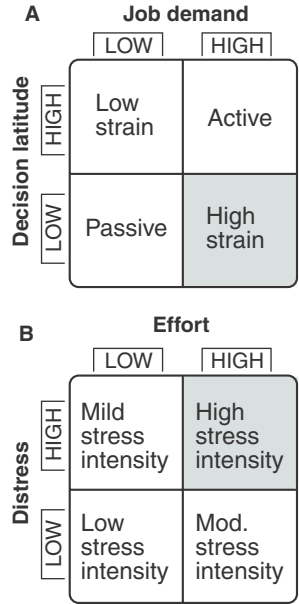 A
Job demand
LOW
HIGH
Decision latitude
HIGH
Low
strain
Active
LOW
Passive
High
strain
B
Effort
LOW
HIGH
Distress
HIGH
Mild
stress
intensity
High
stress
intensity
LOW
Low
stress
intensity
Mod.
stress
intensity